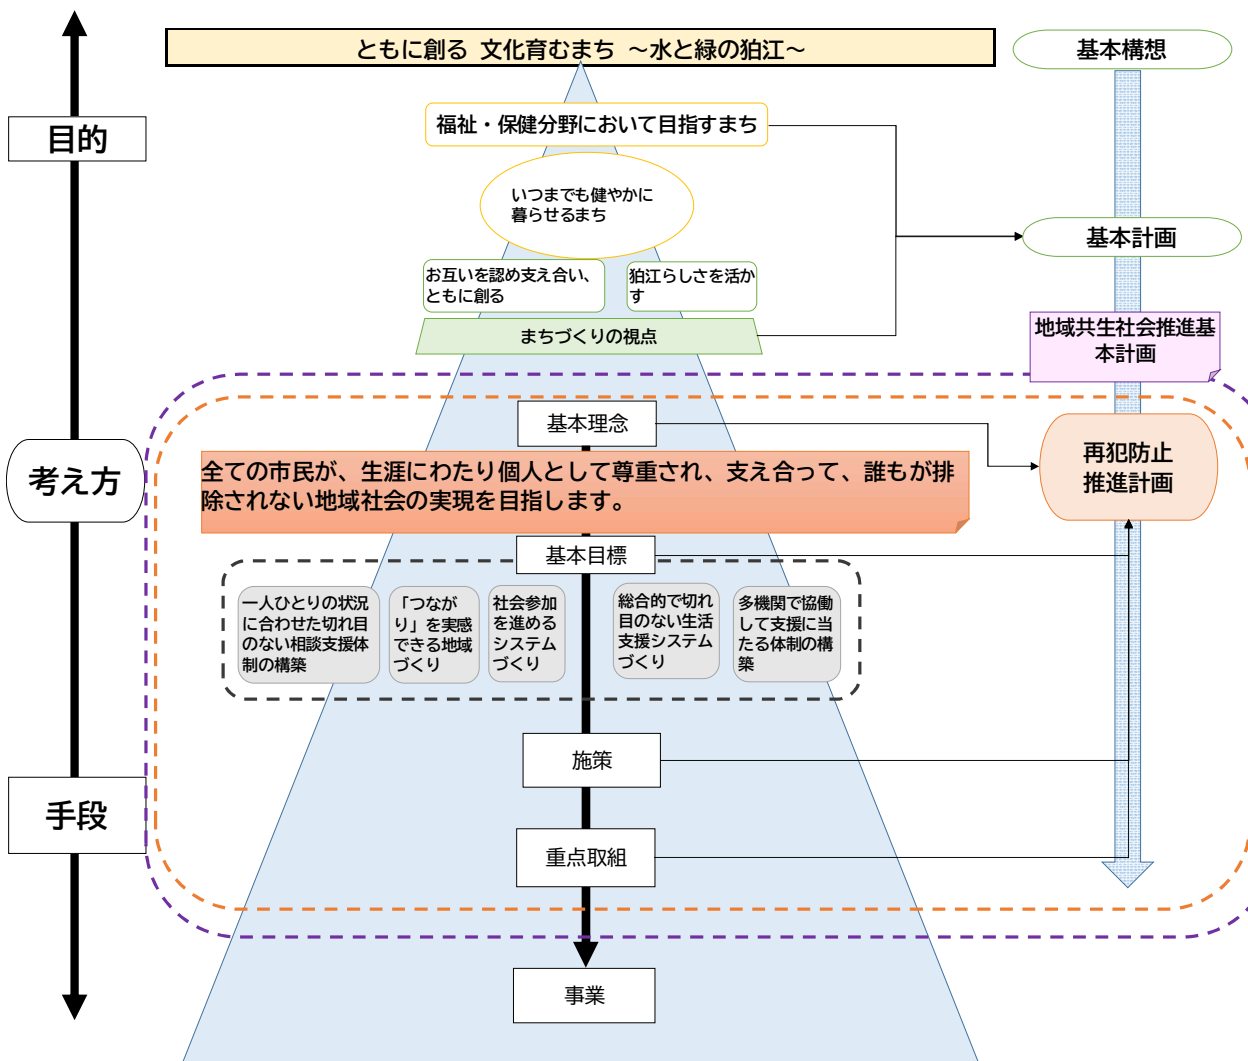 ともに創る 文化育むまち ～水と緑の狛江～
基本構想
目的
福祉・保健分野において目指すまち
いつまでも健やかに
暮らせるまち
基本計画
お互いを認め支え合い、
ともに創る
狛江らしさを活か
す
まちづくりの視点
地域共生社会推進基
本計画
考え方
基本理念
全ての市民が、生涯にわたり個人として尊重され、支え合って、誰もが排
除されない地域社会の実現を目指します。
再犯防止
推進計画
基本目標
一人ひとりの状況
に合わせた切れ目
のない相談支援体
制の構築
「つなが
り」を実感
できる地域
づくり
社会参加
を進める
システム
づくり
総合的で切れ
目のない生活
支援システム
づくり
多機関で協働
して支援に当
たる体制の構
築
施策
手段
重点取組
事業